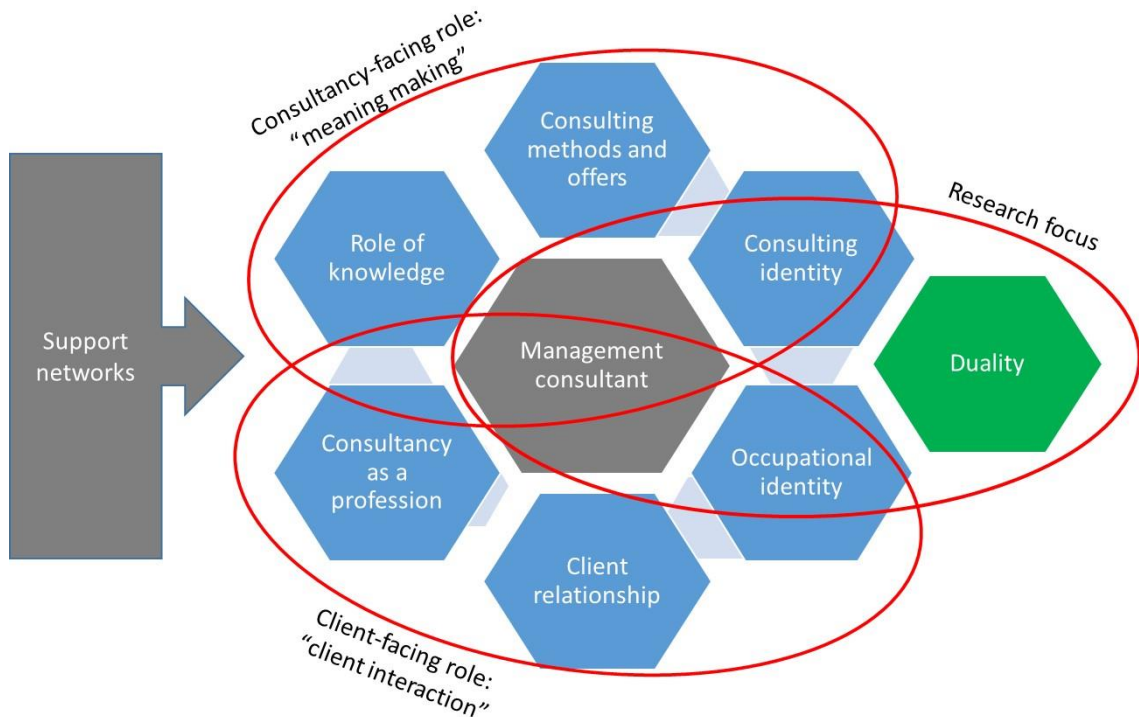 Consultancy-facing role:
“meaning making”
Consulting
methods and
offers
Research focus
Role of
knowledge
Consulting
identity
Support
networks
Management
consultant
Duality
Consultancy
as a
profession
Occupational
identity
Client
relationship
Client-facing role:
“client interaction”